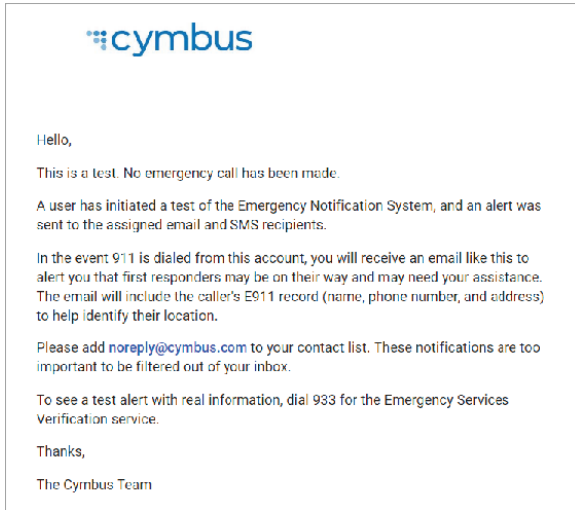 cymbus
Hello,
This is a test. No emergency call has been made.
A user has initiated a test of the Emergency Notification System, and an alert was
sent to the assigned email and SMS recipients.
In the event 911 is dialed from this account, you will receive an email like this to
alert you that first responders may be on their way and may need your assistance.
The email will include the caller's E911 record (name, phone number, and address)
to help identify their location.
Please add noreply@cymbus.com to your contact list. These notifications are too
important to be filtered out of your inbox.
To see a test alert with real information, dial 933 for the Emergency Services
Verification service.
Thanks,
The Cymbus Team